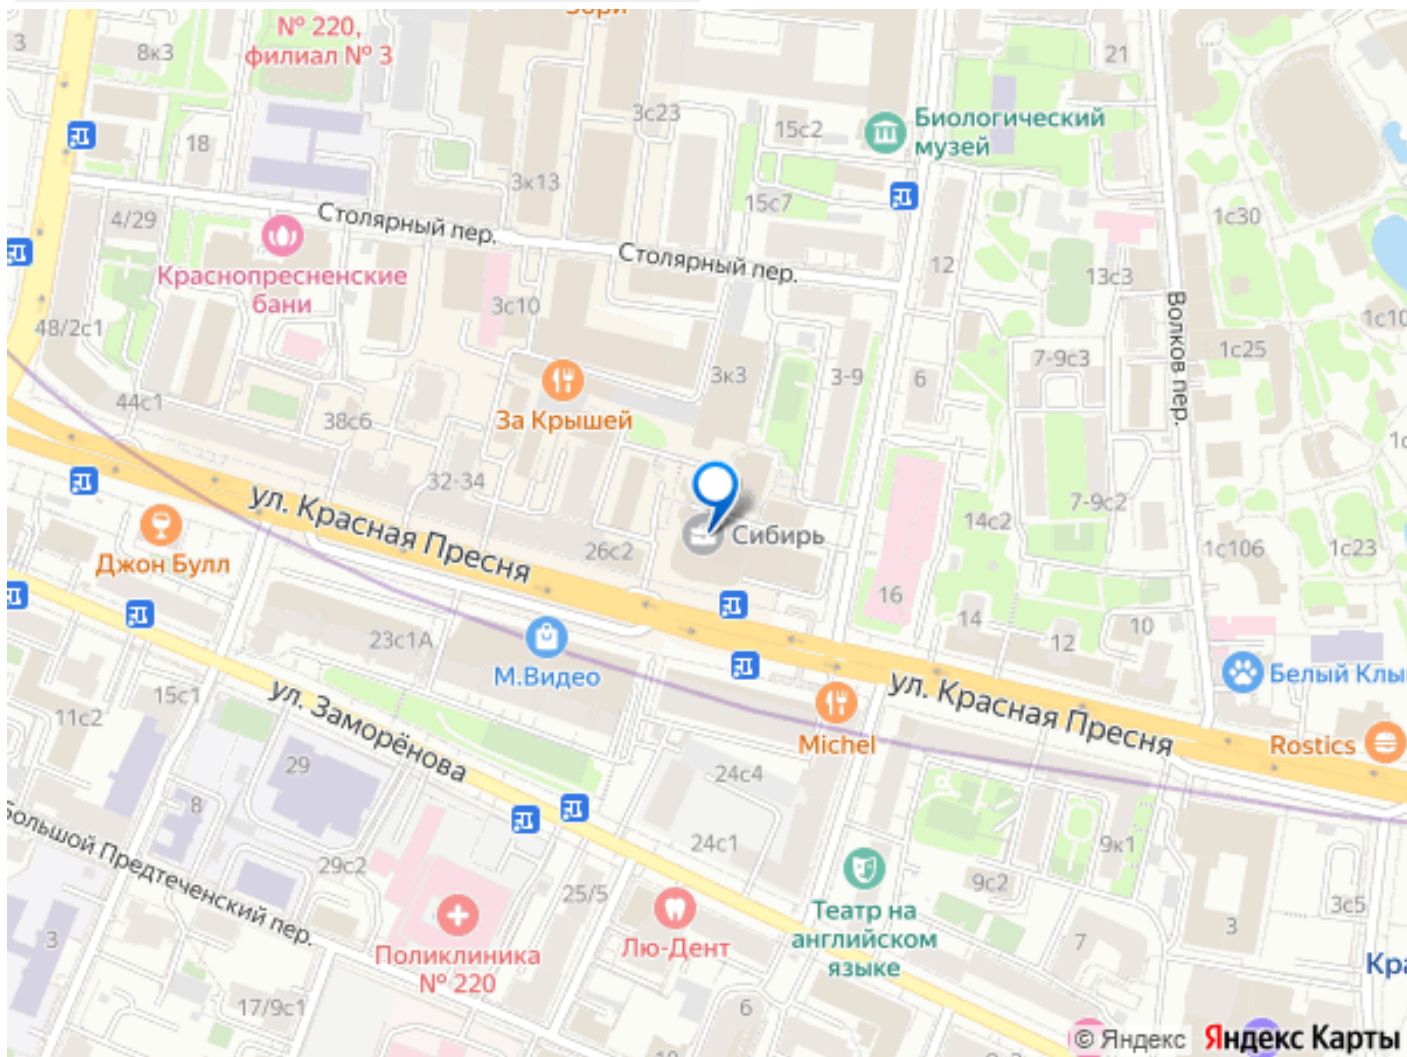 Зори
№ 220,
филиал № 3
3
8к3
21
3с23
15с2
Биологический
музей
18
3к13
15с7
4/29
Столярный пер.
1с30
Краснопресненские
бани
Столярный пер.
12
13с3
3с10
48/2с1
Волков пер.
1с10
7-9с3
1с25
3к3
3-9
6
44с1
38с6
За Крышей
32-34
7-9с2
ул. Красная Пресня
14с2
Сибирь
Джон Булл
26с2
1с106
1с23
16
14
12
10
23с1А
М.Видео
ул. Красная Пресня
Белый Клы
15с1
11с2
ул. Заморёнова
Michel
Rostics
29
24с4
8
Большой Предтеченский пер.
24с1
9к1
29с2
25/5
9с2
Театр на
английском
языке
3с5
3
3
7
Поликлиника
№ 220
Лю-Дент
Кра
17/9с1
6
© Яндекс
Яндекс Карты